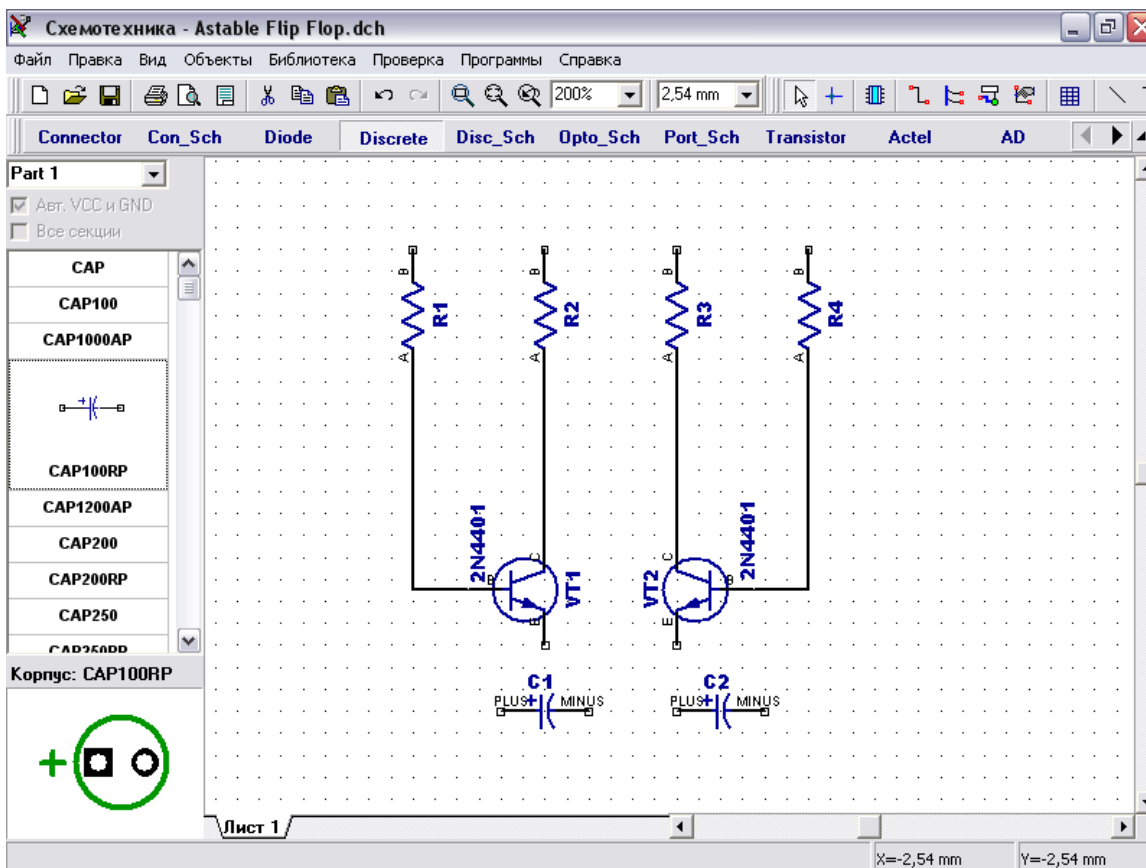 Схемотехника - Astable Flip Flop.dch
Файл Правка Вид Объекты Библиотека Проверка Программы Справка
200% 2,54 mm
Connector Con_Sch Diode Discrete Disc_Sch Opto_Sch Port_Sch Transistor Actel AD
Part 1
Авт. VCC и GND
Все секции
CAP
CAP100
CAP1000AP
CAP100RP
CAP1200AP
CAP200
CAP200RP
CAP250
CAP250RP
Корпус: CAP100RP
B B B B
R1 R2 R3 R4
A A A A
2N4401 2N4401
C C
B VT1 VT2 B
E E
C1 C2
PLUS MINUS PLUS MINUS
Лист 1
X=-2,54 mm Y=-2,54 mm